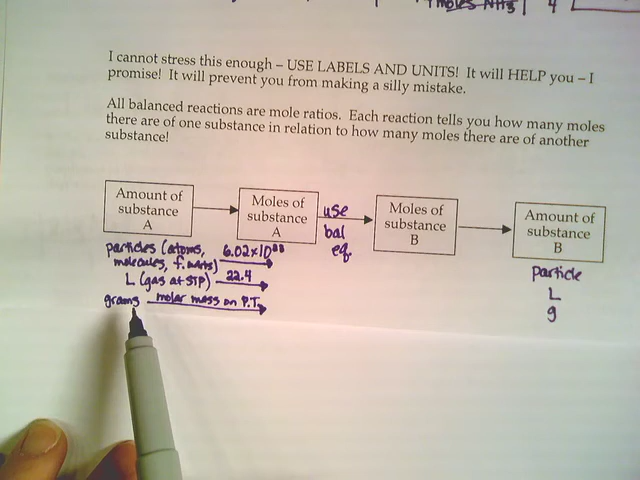 moles NH3 4
I cannot stress this enough – USE LABELS AND UNITS! It will HELP you – I
promise! It will prevent you from making a silly mistake.
All balanced reactions are mole ratios. Each reaction tells you how many moles
there are of one substance in relation to how many moles there are of another
substance!
Amount of
substance
A
Moles of
substance
A
use
bal
eq.
Moles of
substance
B
Amount of
substance
B
particles (atoms,
molecules, f. units) 6.02x10²³
L (gas at STP) 22.4
grams molar mass on P.T.
particle
L
g